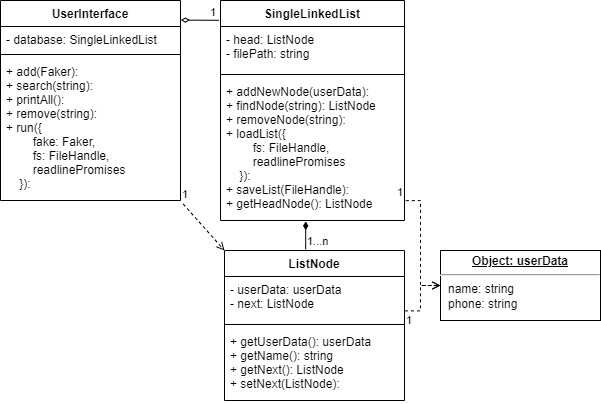 UserInterface
- database: SingleLinkedList
+ add(Faker):
+ search(string):
+ printAll():
+ remove(string):
+ run({
fake: Faker,
fs: FileHandle,
readlinePromises
}):
1
SingleLinkedList
- head: ListNode
- filePath: string
+ addNewNode(userData):
+ findNode(string): ListNode
+ removeNode(string):
+ loadList({
fs: FileHandle,
readlinePromises
}):
+ saveList(FileHandle):
+ getHeadNode(): ListNode
1
1
1...n
ListNode
- userData: userData
- next: ListNode
+ getUserData(): userData
+ getName(): string
+ getNext(): ListNode
+ setNext(ListNode):
1
Object: userData
name: string
phone: string